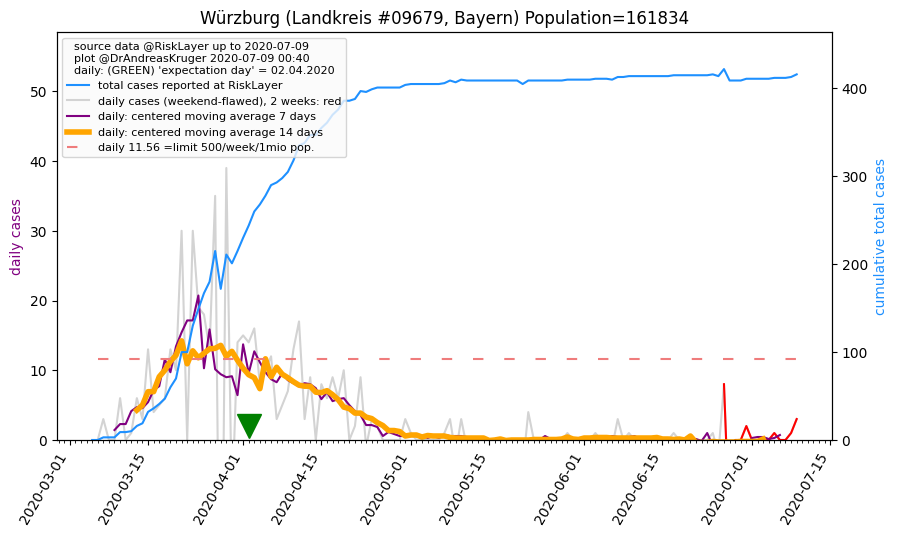 Würzburg (Landkreis #09679, Bayern) Population=161834
source data @RiskLayer up to 2020-07-09
plot @DrAndreasKruger 2020-07-09 00:40
daily: (GREEN) 'expectation day' = 02.04.2020
total cases reported at RiskLayer
daily cases (weekend-flawed), 2 weeks: red
daily: centered moving average 7 days
daily: centered moving average 14 days
daily 11.56 =limit 500/week/1mio pop.
daily cases
50
40
30
20
10
0
cumulative total cases
400
300
200
100
0
2020-03-01
2020-03-15
2020-04-01
2020-04-15
2020-05-01
2020-05-15
2020-06-01
2020-06-15
2020-07-01
2020-07-15